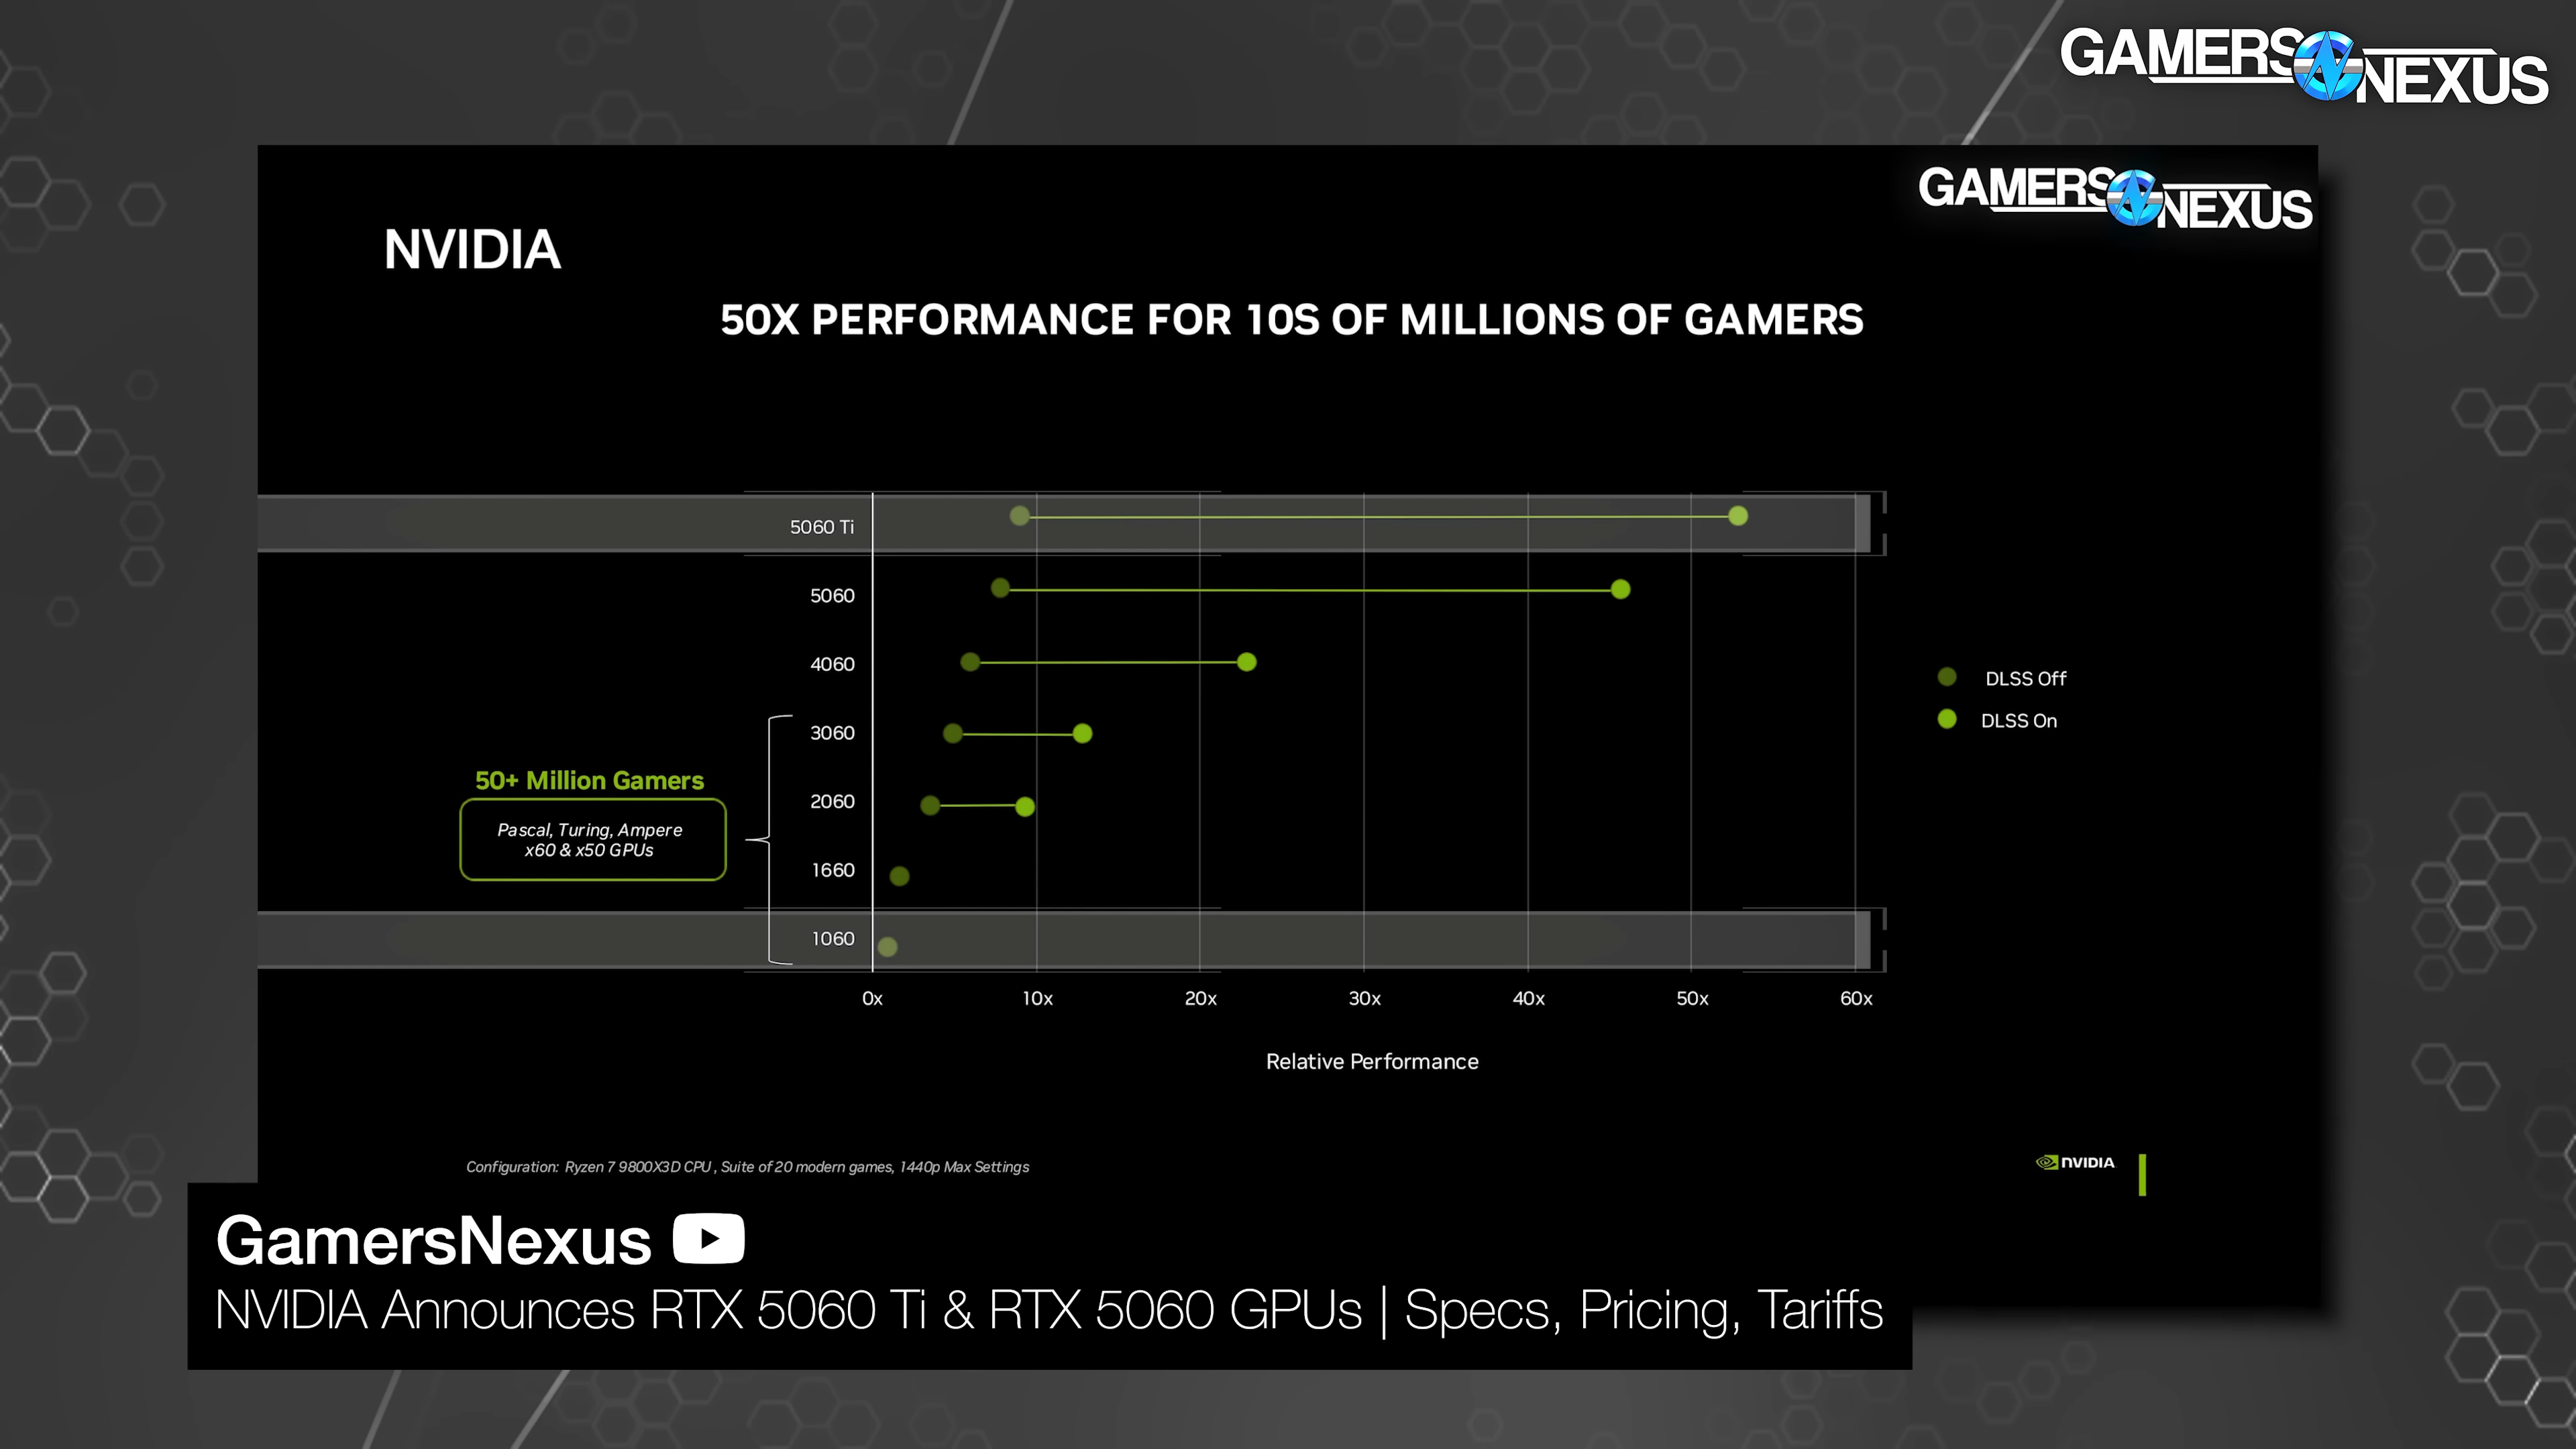 GAMERS NEXUS
GAMERS NEXUS
NVIDIA
50X PERFORMANCE FOR 10S OF MILLIONS OF GAMERS
5060 Ti
5060
4060
3060
2060
1660
1060
50+ Million Gamers
Pascal, Turing, Ampere
x60 & x50 GPUs
DLSS Off
DLSS On
0x 10x 20x 30x 40x 50x 60x
Relative Performance
Configuration: Ryzen 7 9800X3D CPU , Suite of 20 modern games, 1440p Max Settings
NVIDIA
GamersNexus
NVIDIA Announces RTX 5060 Ti & RTX 5060 GPUs | Specs, Pricing, Tariffs